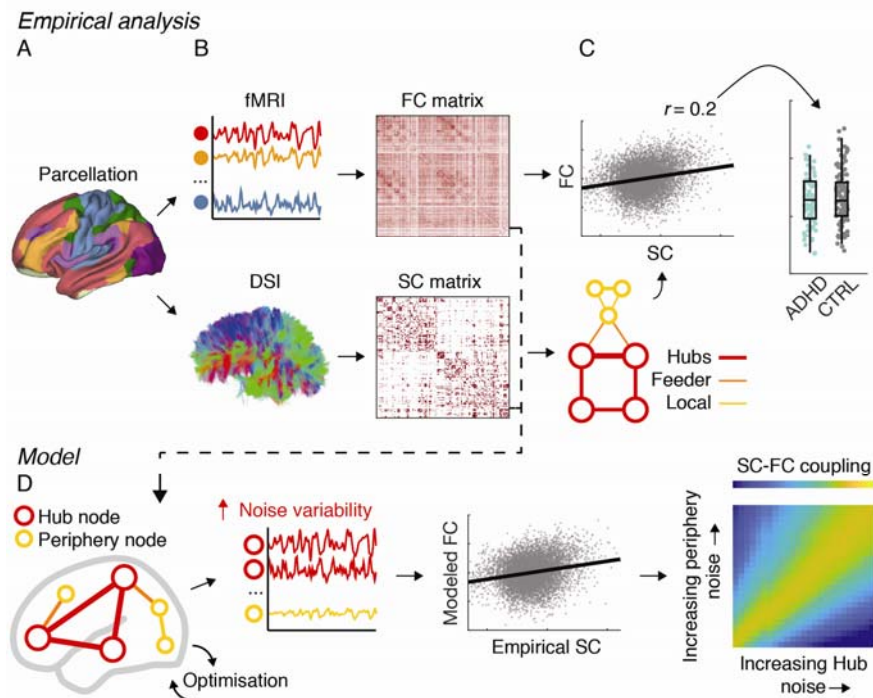 Empirical analysis
A
B
C
Parcellation
fMRI
...
FC matrix
r = 0.2
FC
SC
ADHD
CTRL
DSI
SC matrix
Hubs
Feeder
Local
Model
D
Hub node
Periphery node
Optimisation
↑ Noise variability
...
Modeled FC
Empirical SC
SC-FC coupling
Increasing periphery
noise →
Increasing Hub
noise →